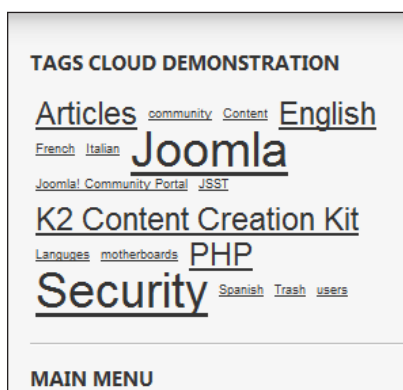 TAGS CLOUD DEMONSTRATION
Articles community Content English
French Italian Joomla
Joomla! Community Portal JSST
K2 Content Creation Kit
Languges motherboards PHP
Security Spanish Trash users
MAIN MENU